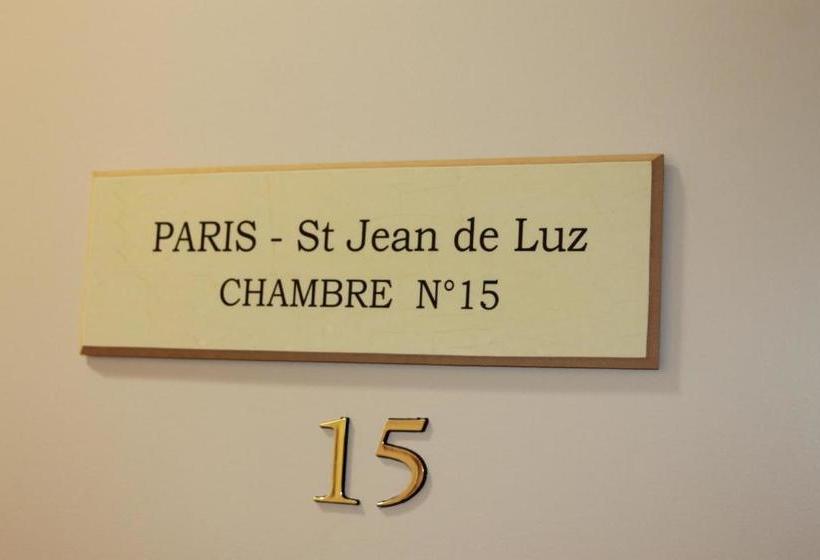 PARIS - St Jean de Luz
CHAMBRE N°15
15